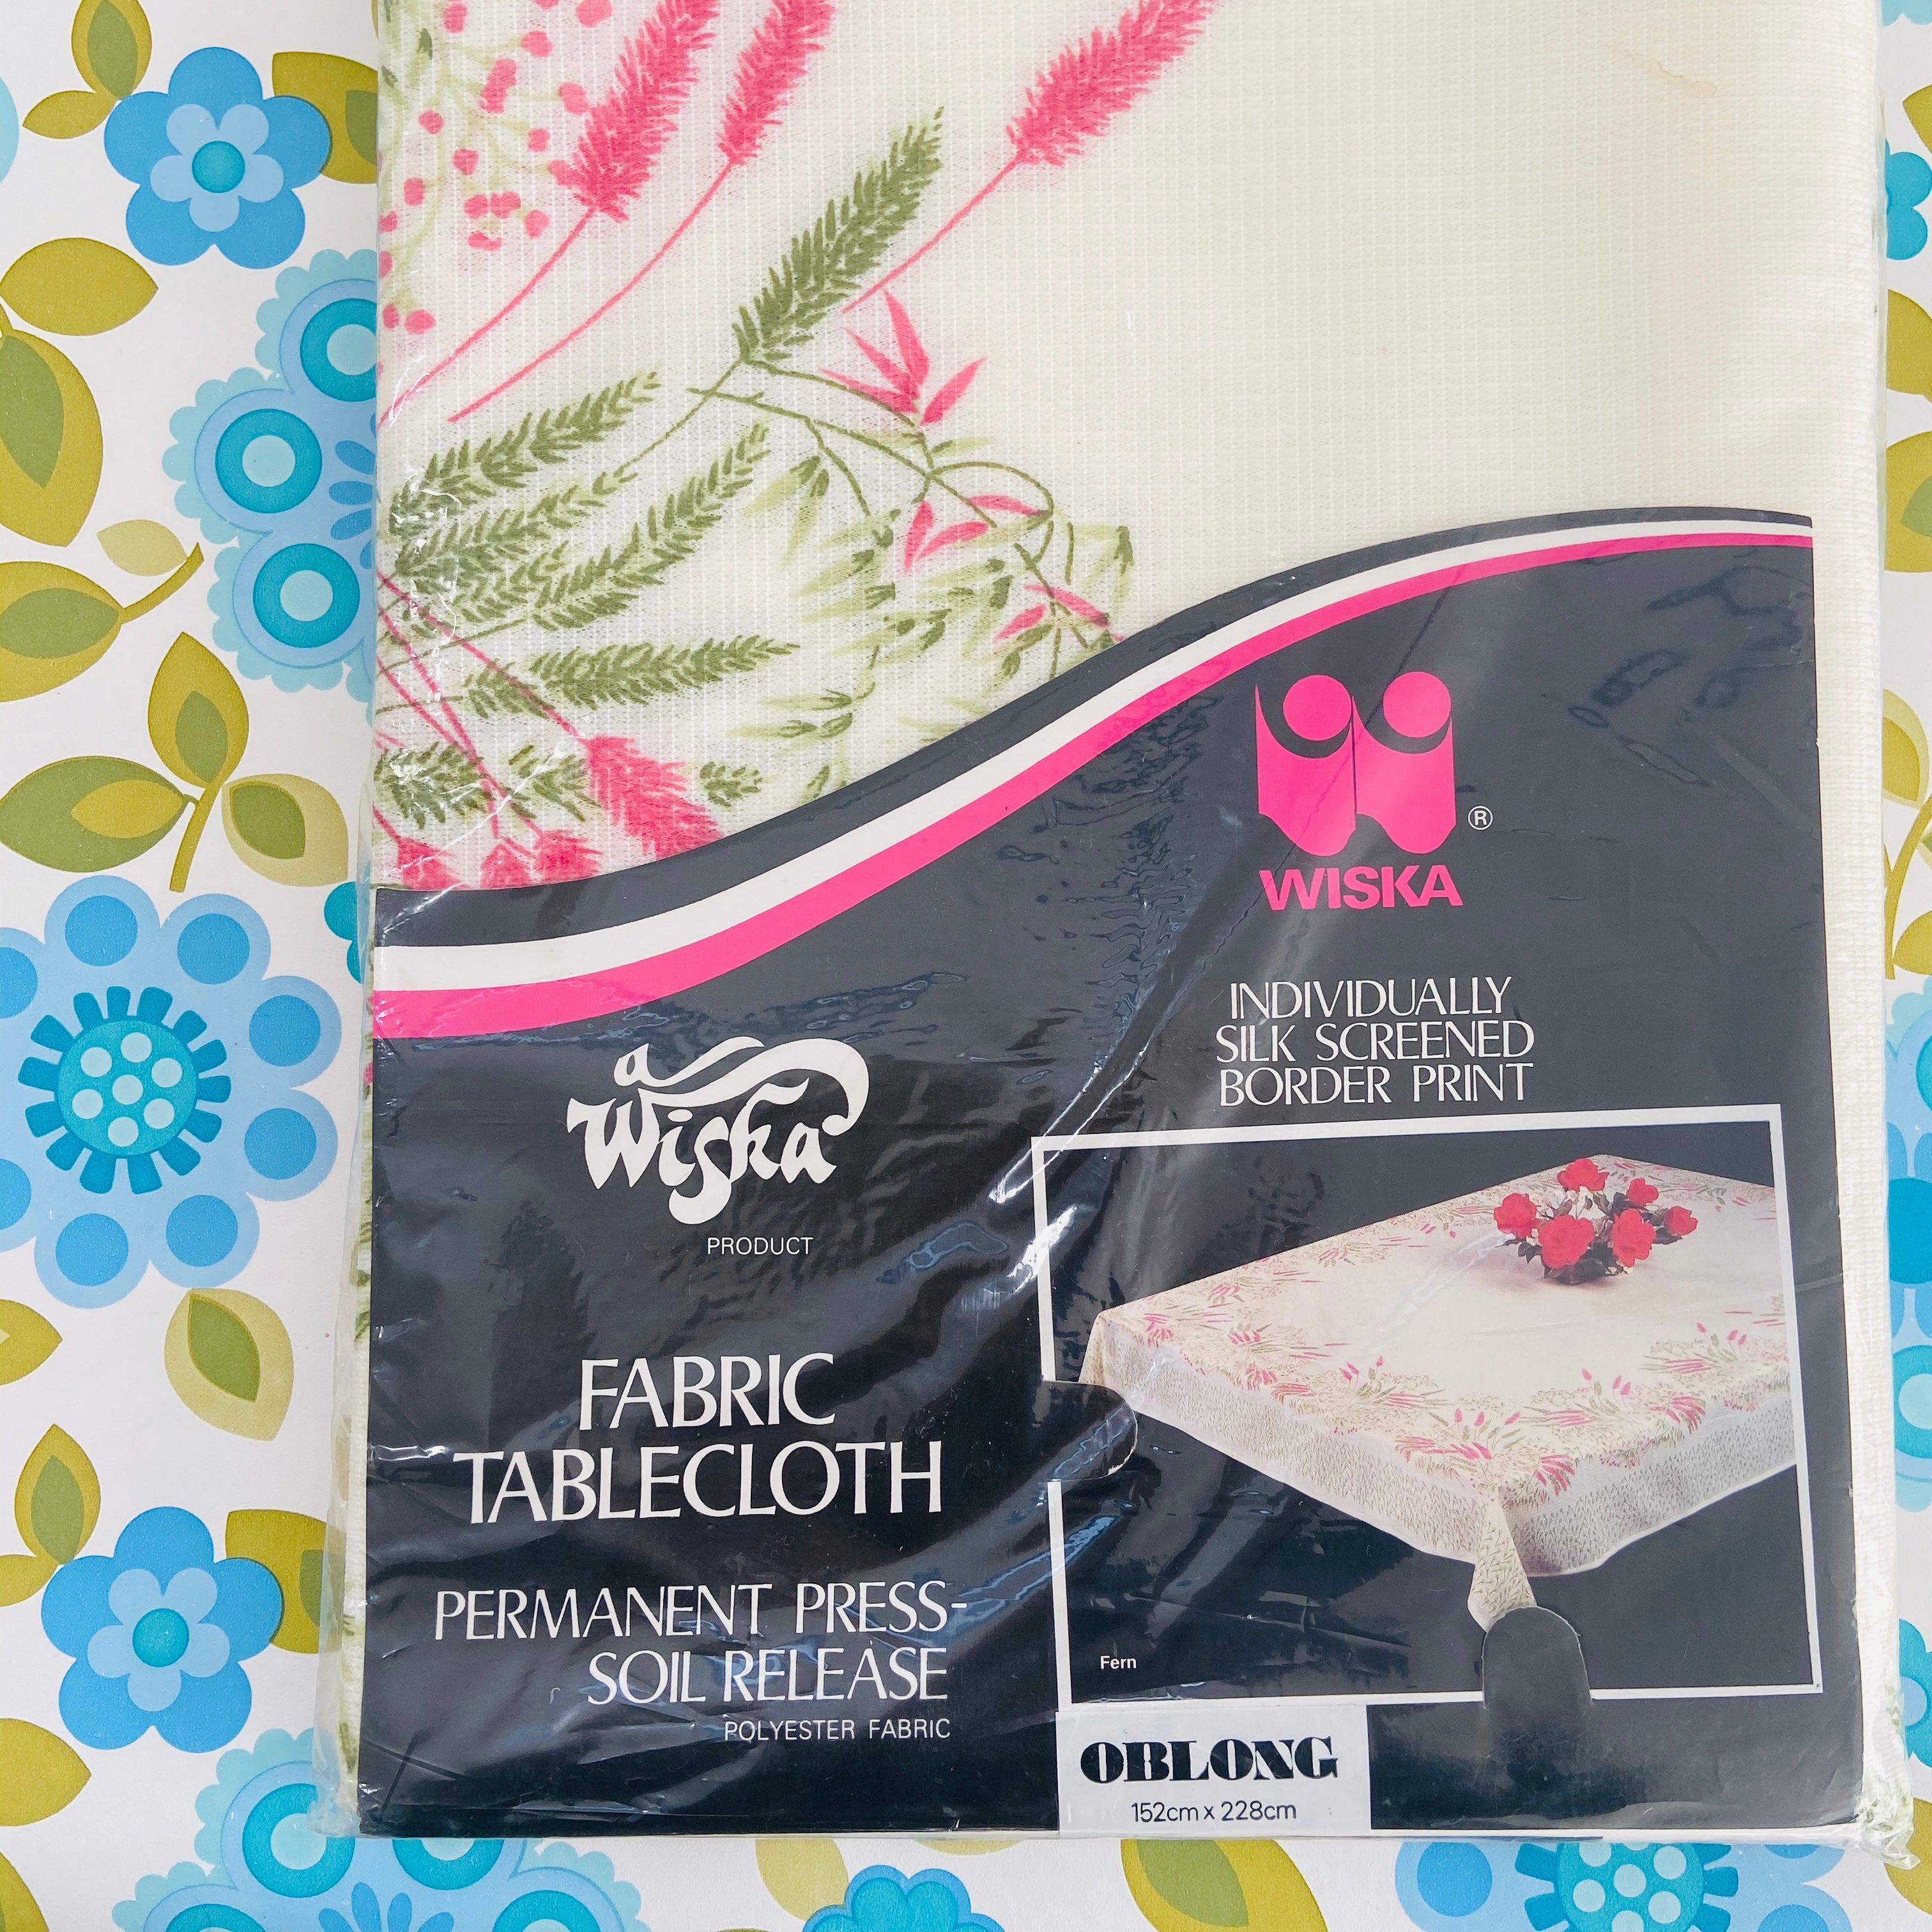 ®
WISKA
INDIVIDUALLY
SILK SCREENED
BORDER PRINT
a
Wiska
PRODUCT
FABRIC
TABLECLOTH
PERMANENT PRESS-
SOIL RELEASE
POLYESTER FABRIC
Fern
OBLONG
152cm x 228cm